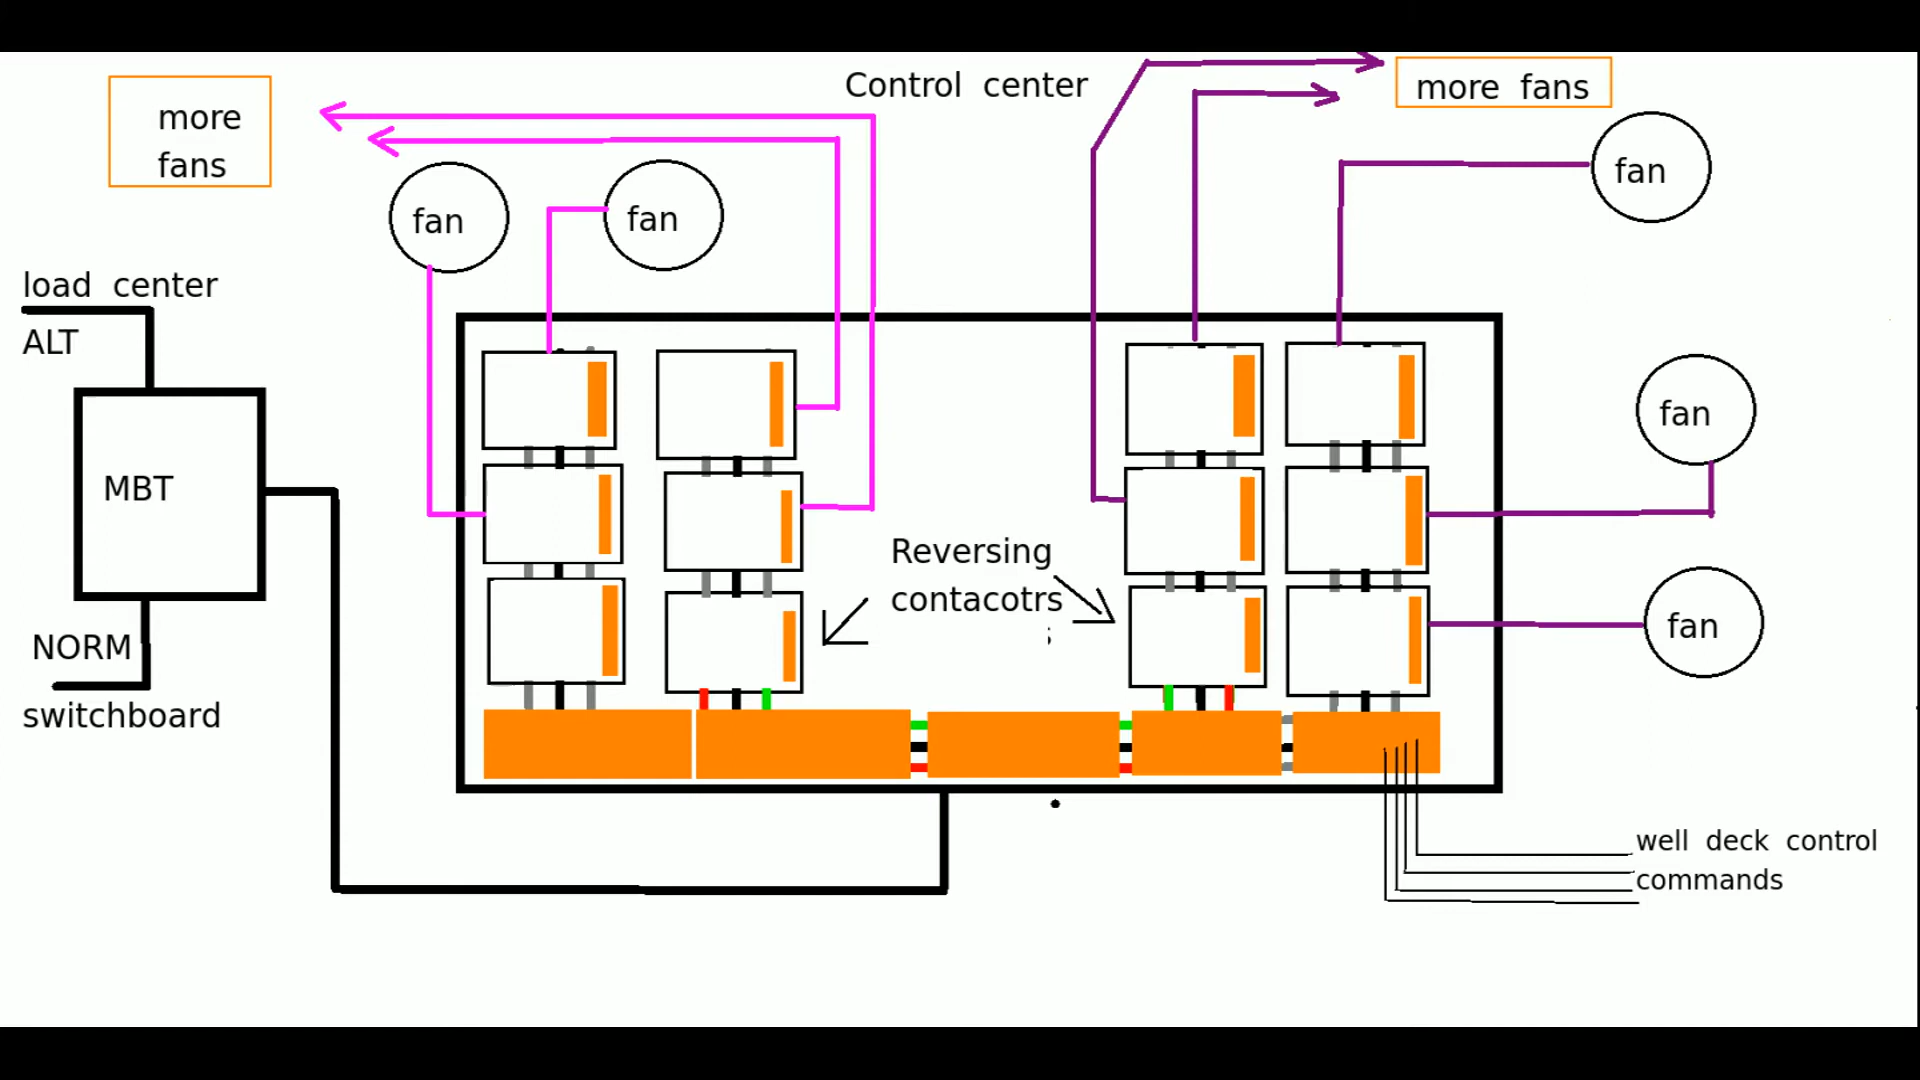 Control center
more fans
more
fans
fan
fan
fan
load center
ALT
MBT
NORM
switchboard
Reversing
contacotrs
s
fan
fan
well deck control
commands